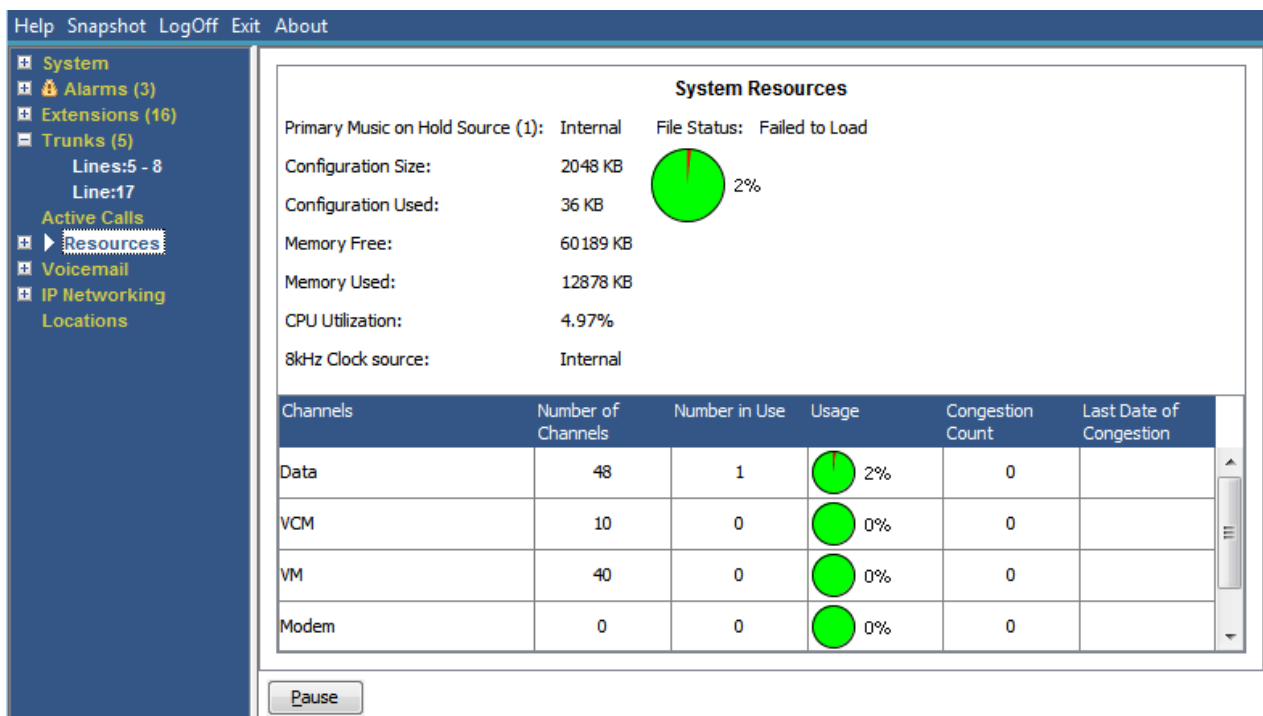 Help Snapshot LogOff Exit About
System
Alarms (3)
Extensions (16)
Trunks (5)
Lines:5 - 8
Line:17
Active Calls
Resources
Voicemail
IP Networking
Locations
System Resources
Primary Music on Hold Source (1): Internal File Status: Failed to Load
Configuration Size: 2048 KB
2%
Configuration Used: 36 KB
Memory Free: 60189 KB
Memory Used: 12878 KB
CPU Utilization: 4.97%
8kHz Clock source: Internal
Channels Number of Channels Number in Use Usage Congestion Count Last Date of Congestion
Data 48 1 2% 0
VCM 10 0 0% 0
VM 40 0 0% 0
Modem 0 0 0% 0
Pause